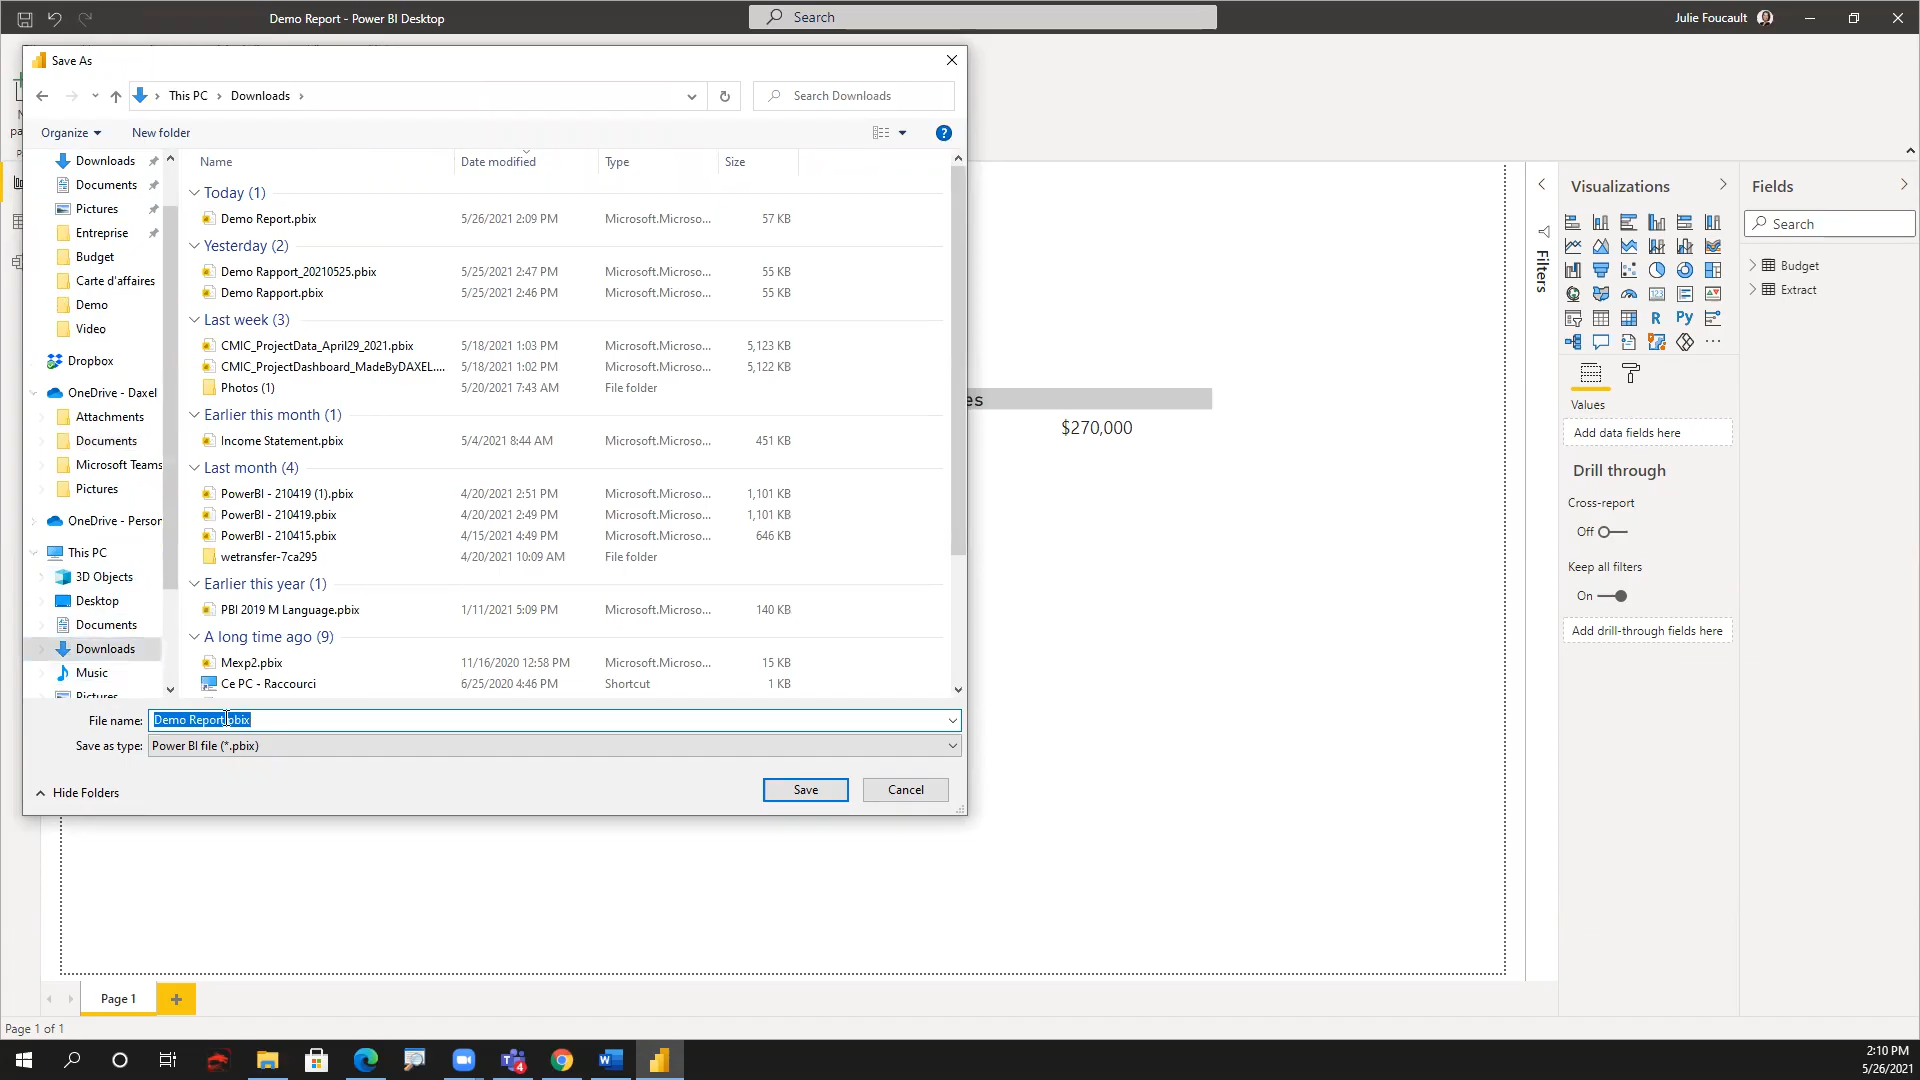 Demo Report - Power BI Desktop
Search
Julie Foucault
Save As
This PC
Downloads
Search Downloads
Organize
New folder
?
Downloads
Documents
Pictures
Entreprise
Budget
Carte d'affaires
Demo
Video
Dropbox
OneDrive - Daxel
Attachments
Documents
Microsoft Teams
Pictures
OneDrive - Person
This PC
3D Objects
Desktop
Documents
Downloads
Music
Pictures
Name Date modified Type Size
Today (1)
Demo Report.pbix 5/26/2021 2:09 PM Microsoft.Microso... 57 KB
Yesterday (2)
Demo Rapport_20210525.pbix 5/25/2021 2:47 PM Microsoft.Microso... 55 KB
Demo Rapport.pbix 5/25/2021 2:46 PM Microsoft.Microso... 55 KB
Last week (3)
CMIC_ProjectData_April29_2021.pbix 5/18/2021 1:03 PM Microsoft.Microso... 5,123 KB
CMIC_ProjectDashboard_MadeByDAXEL.... 5/18/2021 1:02 PM Microsoft.Microso... 5,122 KB
Photos (1) 5/20/2021 7:43 AM File folder
Earlier this month (1)
Income Statement.pbix 5/4/2021 8:44 AM Microsoft.Microso... 451 KB
Last month (4)
PowerBI - 210419 (1).pbix 4/20/2021 2:51 PM Microsoft.Microso... 1,101 KB
PowerBI - 210419.pbix 4/20/2021 2:49 PM Microsoft.Microso... 1,101 KB
PowerBI - 210415.pbix 4/15/2021 4:49 PM Microsoft.Microso... 646 KB
wetransfer-7ca295 4/20/2021 10:09 AM File folder
Earlier this year (1)
PBI 2019 M Language.pbix 1/11/2021 5:09 PM Microsoft.Microso... 140 KB
A long time ago (9)
Mexp2.pbix 11/16/2020 12:58 PM Microsoft.Microso... 15 KB
Ce PC - Raccourci 6/25/2020 4:46 PM Shortcut 1 KB
File name: Demo Report.pbix
Save as type: Power BI file (*.pbix)
Hide Folders
Save
Cancel
es
$270,000
Filters
Visualizations
R
Py
123
...
Values
Add data fields here
Drill through
Cross-report
Off
Keep all filters
On
Add drill-through fields here
Fields
Search
Budget
Extract
Page 1
+
Page 1 of 1
4
2:10 PM
5/26/2021